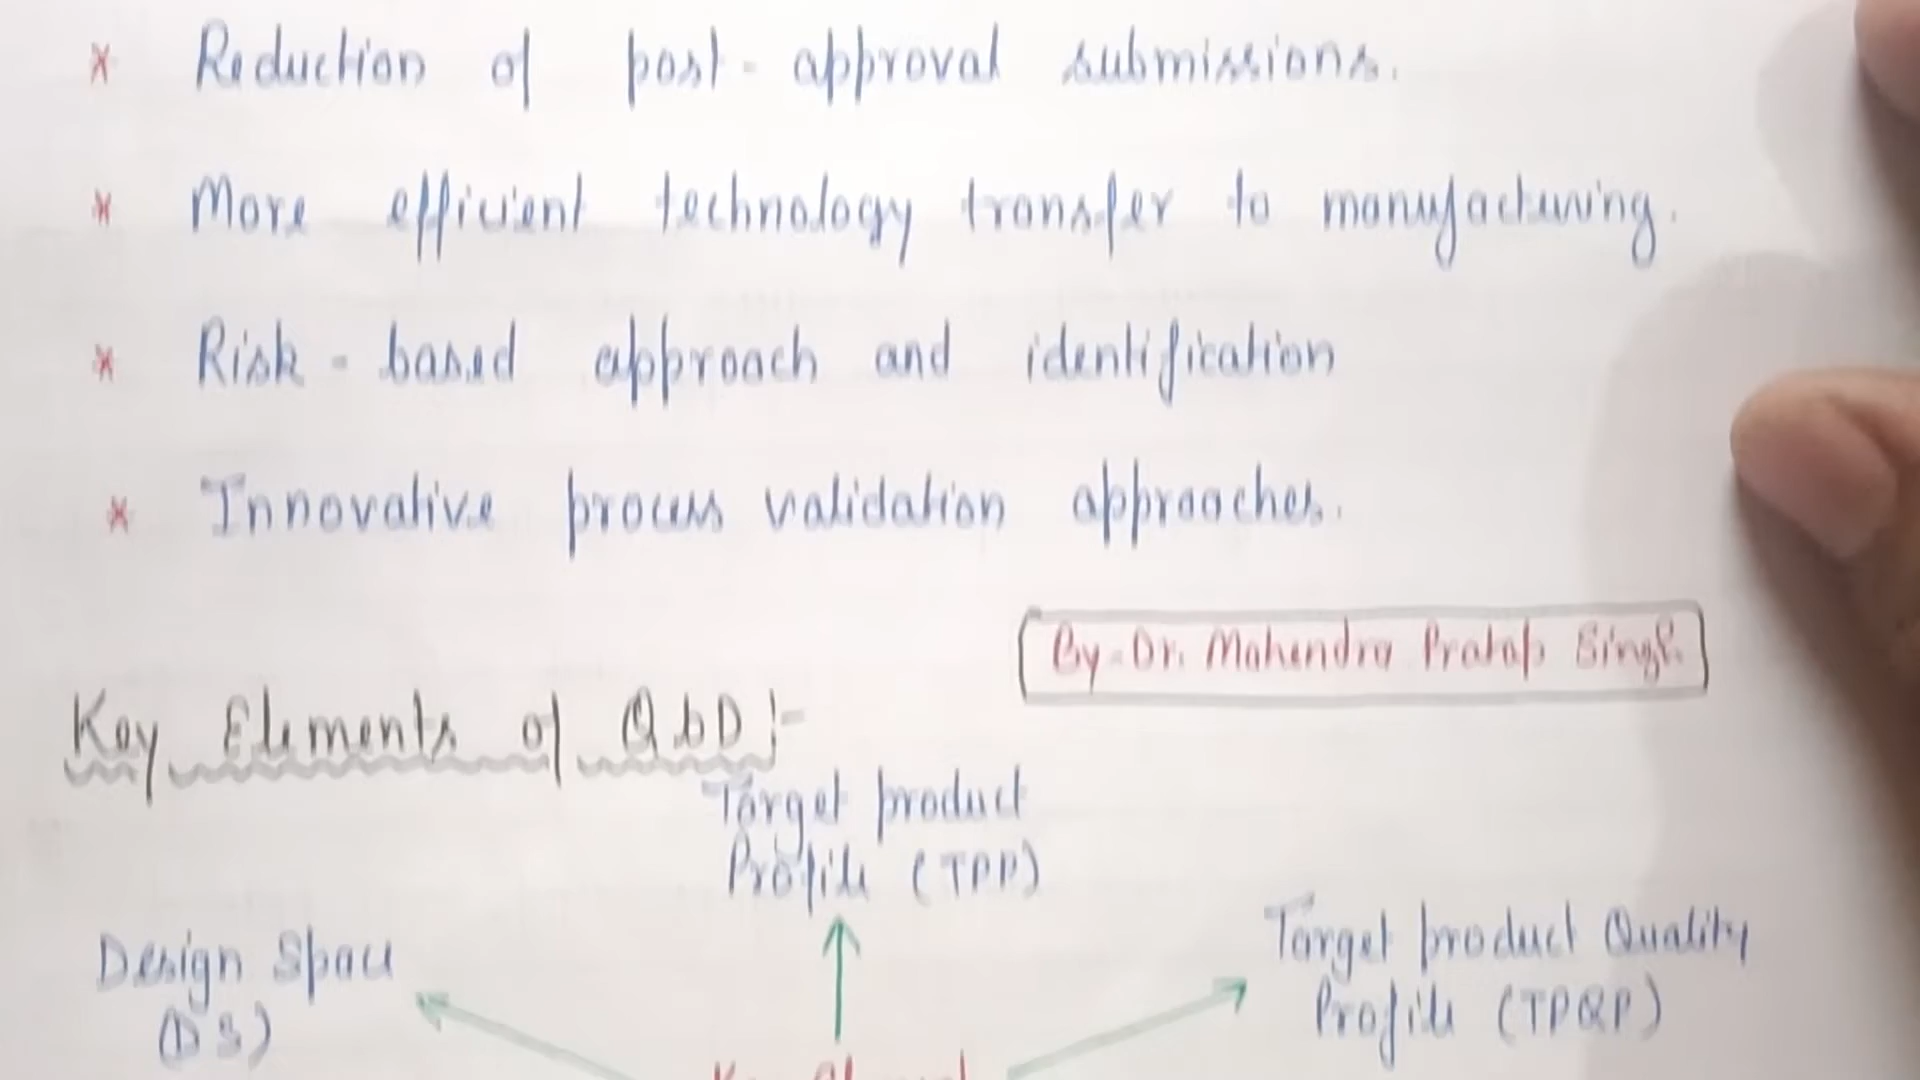 * Reduction of post-approval submissions.
* More efficient technology transfer to manufacturing.
* Risk-based approach and identification
* Innovative process validation approaches.
By-Dr. Mahendra Pratap Singh
Key Elements of QbD:-
Target product
Profile (TPP)
Design Space
(DS)
Target product Quality
Profile (TPQP)